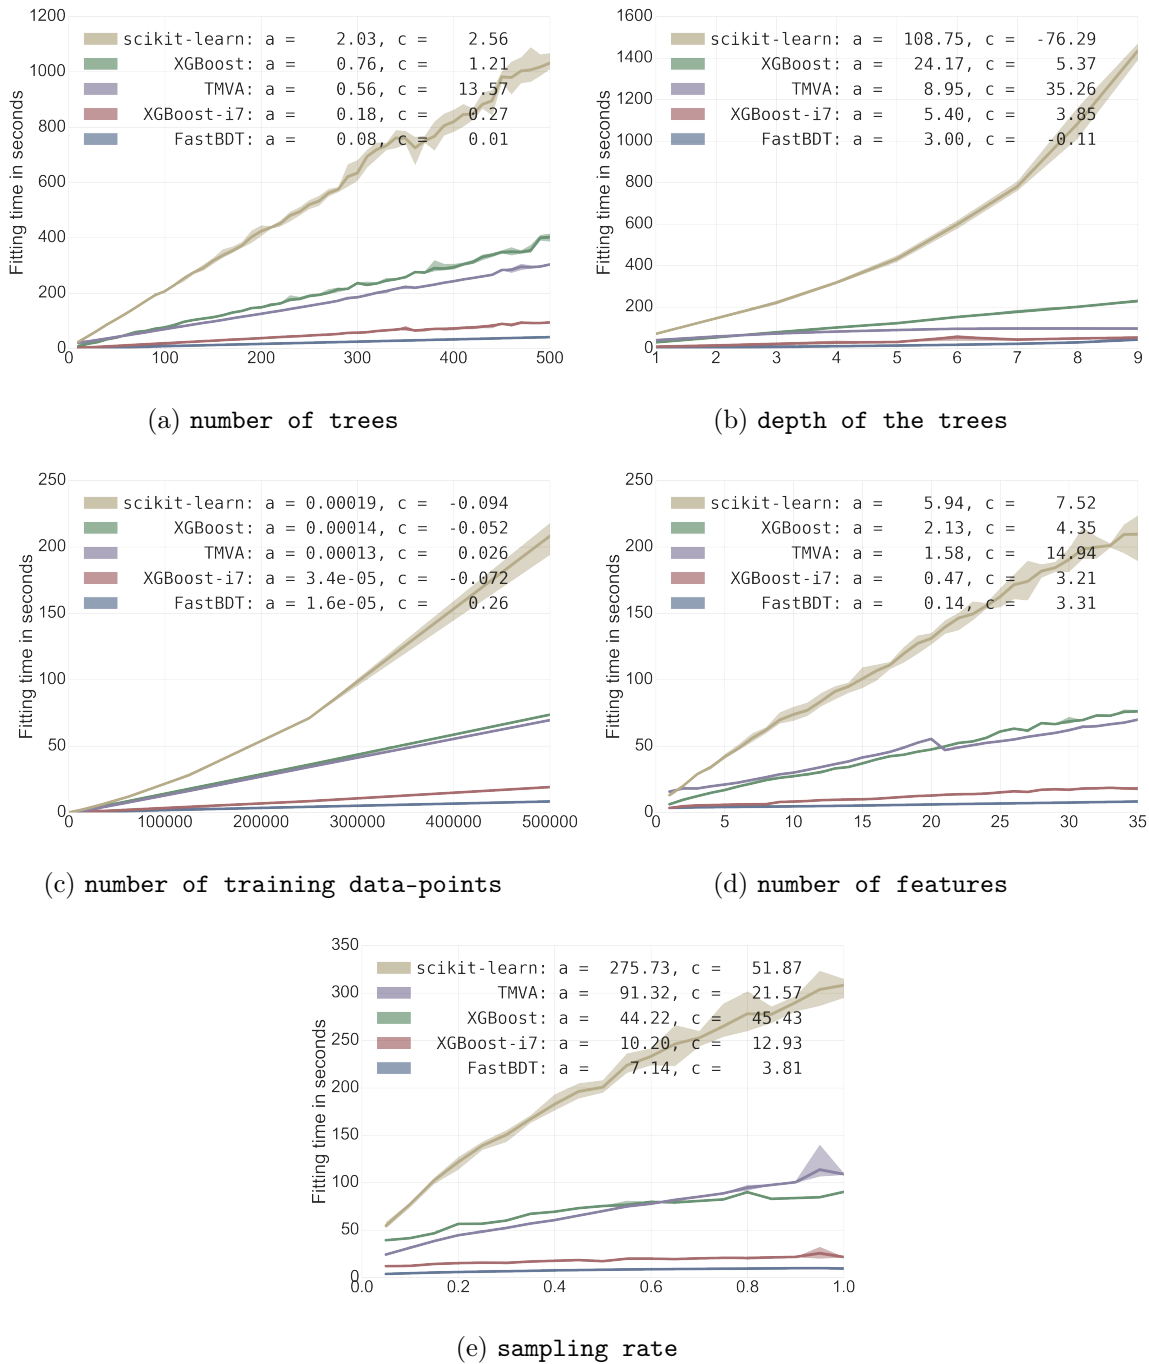 1200
1000
800
600
400
200
0
Fitting time in seconds
scikit-learn: a = 2.03, c = 2.56
XGBoost: a = 0.76, c = 1.21
TMVA: a = 0.56, c = 13.57
XGBoost-i7: a = 0.18, c = 0.27
FastBDT: a = 0.08, c = 0.01
0 100 200 300 400 500
(a) number of trees
1600
1400
1200
1000
800
600
400
200
0
Fitting time in seconds
scikit-learn: a = 108.75, c = -76.29
XGBoost: a = 24.17, c = 5.37
TMVA: a = 8.95, c = 35.26
XGBoost-i7: a = 5.40, c = 3.85
FastBDT: a = 3.00, c = -0.11
1 2 3 4 5 6 7 8 9
(b) depth of the trees
250
200
150
100
50
0
Fitting time in seconds
scikit-learn: a = 0.00019, c = -0.094
XGBoost: a = 0.00014, c = -0.052
TMVA: a = 0.00013, c = 0.026
XGBoost-i7: a = 3.4e-05, c = -0.072
FastBDT: a = 1.6e-05, c = 0.26
0 100000 200000 300000 400000 500000
(c) number of training data-points
250
200
150
100
50
0
Fitting time in seconds
scikit-learn: a = 5.94, c = 7.52
XGBoost: a = 2.13, c = 4.35
TMVA: a = 1.58, c = 14.94
XGBoost-i7: a = 0.47, c = 3.21
FastBDT: a = 0.14, c = 3.31
0 5 10 15 20 25 30 35
(d) number of features
350
300
250
200
150
100
50
0
Fitting time in seconds
scikit-learn: a = 275.73, c = 51.87
TMVA: a = 91.32, c = 21.57
XGBoost: a = 44.22, c = 45.43
XGBoost-i7: a = 10.20, c = 12.93
FastBDT: a = 7.14, c = 3.81
0.0 0.2 0.4 0.6 0.8 1.0
(e) sampling rate